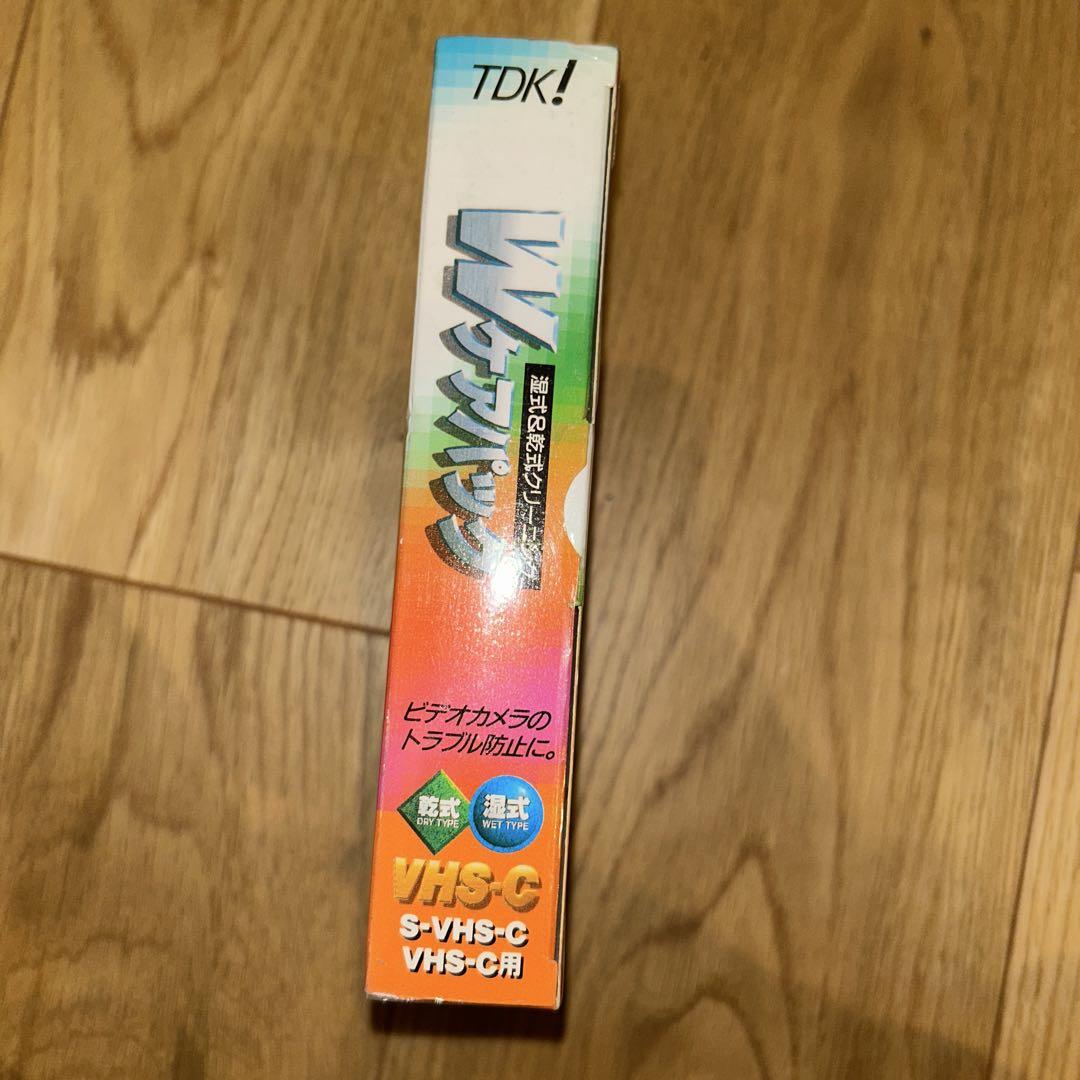 TDK!
Wケアパック
湿式&乾式クリーニング
ビデオカメラの
トラブル防止に。
乾式
DRY TYPE
湿式
WET TYPE
VHS-C
S-VHS-C
VHS-C用